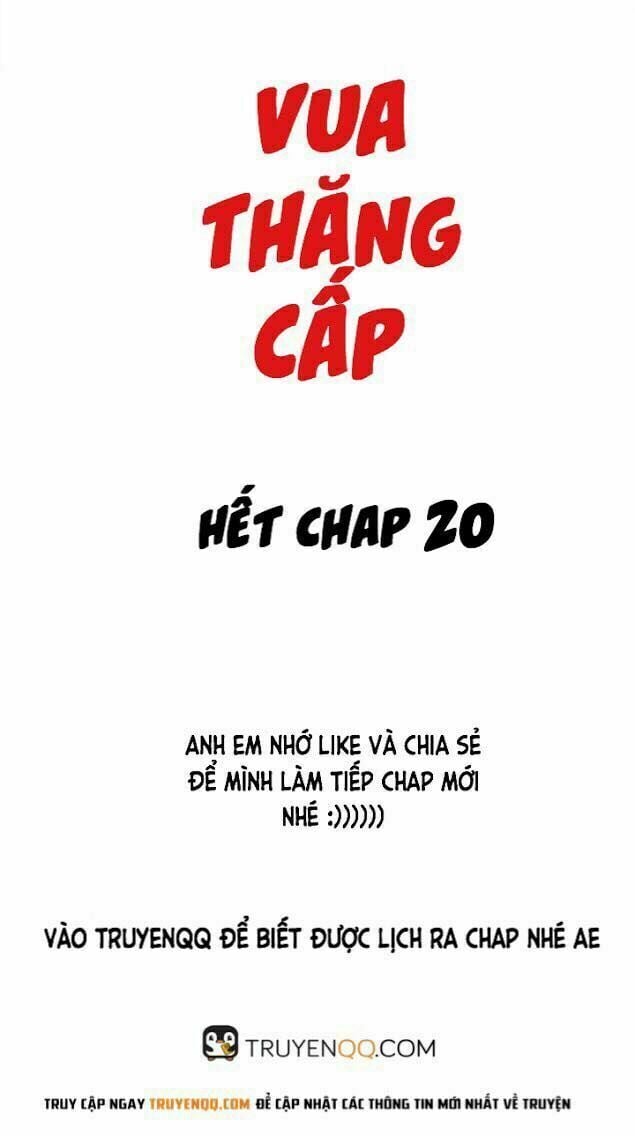 VUA
THĂNG
CẤP
HẾT CHAP 20
ANH EM NHỚ LIKE VÀ CHIA SẺ
ĐỂ MÌNH LÀM TIẾP CHAP MỚI
NHÉ :))))))
VÀO TRUYENQQ ĐỂ BIẾT ĐƯỢC LỊCH RA CHAP NHÉ AE
TRUYENQQ.COM
TRUY CẬP NGAY TRUYENQQ.COM ĐỂ CẬP NHẬT CÁC THÔNG TIN MỚI NHẤT VỀ TRUYỆN